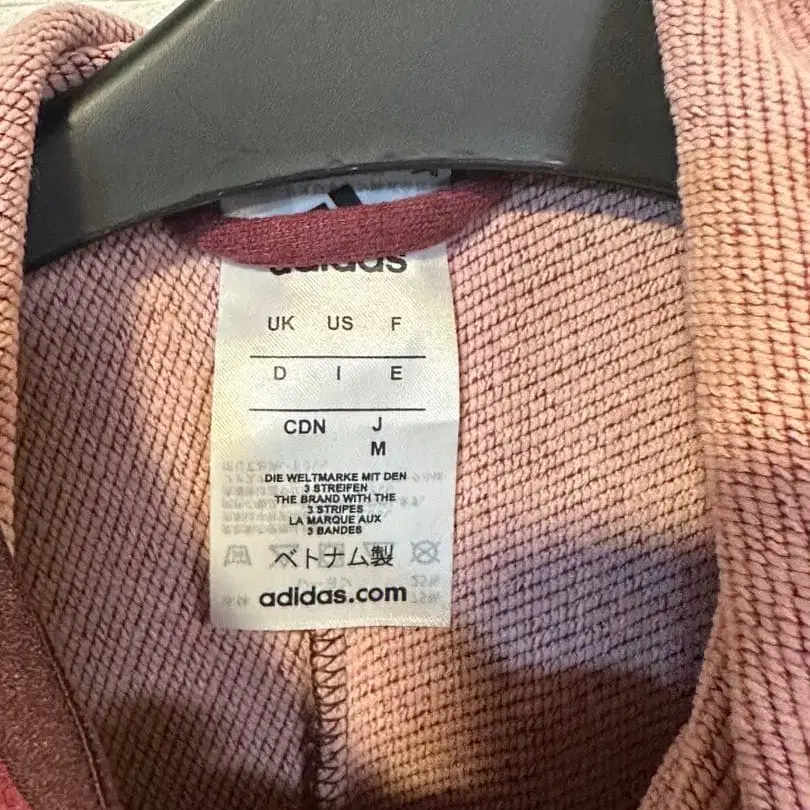 adidas
UK US F
D I E
CDN J
M
DIE WELTMARKE MIT DEN
3 STREIFEN
THE BRAND WITH THE
3 STRIPES
LA MARQUE AUX
3 BANDES
ベトナム製
adidas.com